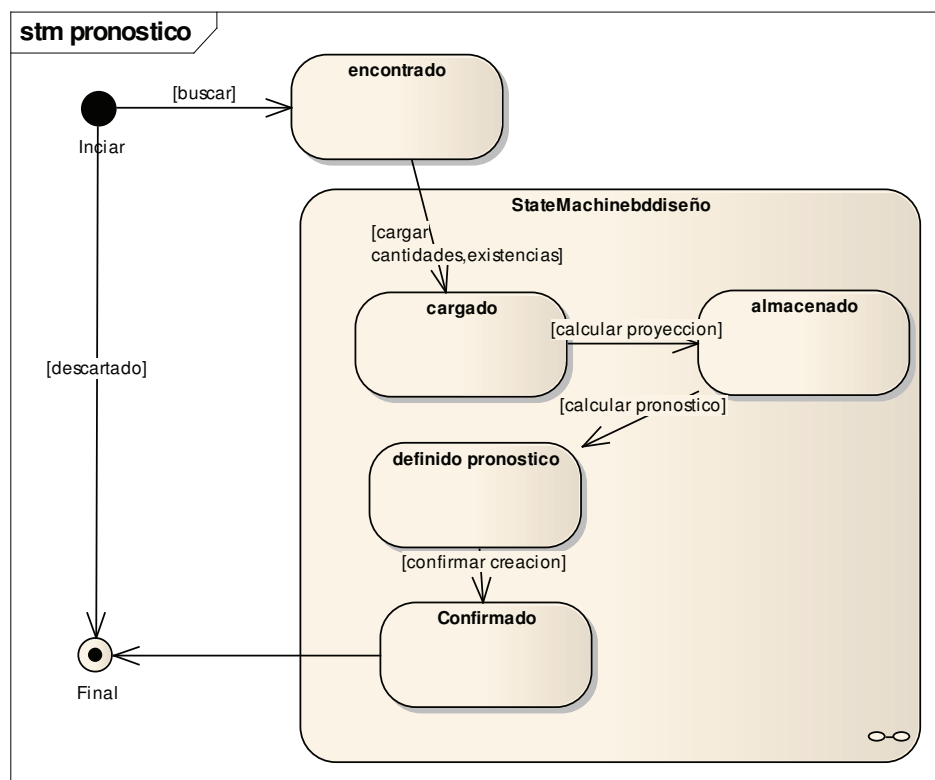 stm pronostico
encontrado
[buscar]
Inciar
StateMachinebddiseño
[cargar
cantidades,existencias]
cargado
almacenado
[calcular proyeccion]
[descartado]
[calcular pronostico]
definido pronostico
[confirmar creacion]
Confirmado
Final